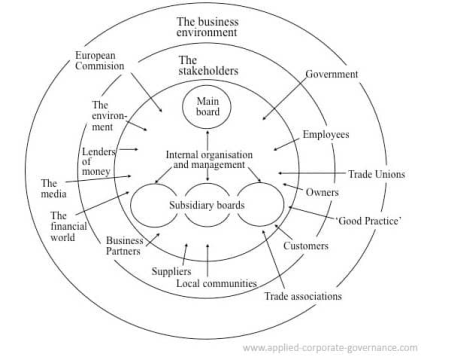 The business
environment
European
Commision
The
stakeholders
Government
Main
board
The
environ-
ment
Employees
Lenders
of
money
Internal organisation
and management
Trade Unions
The
media
Owners
Subsidiary boards
The
financial
world
'Good Practice'
Business
Partners
Customers
Suppliers
Local communities
Trade associations
www.applied-corporate-governance.com